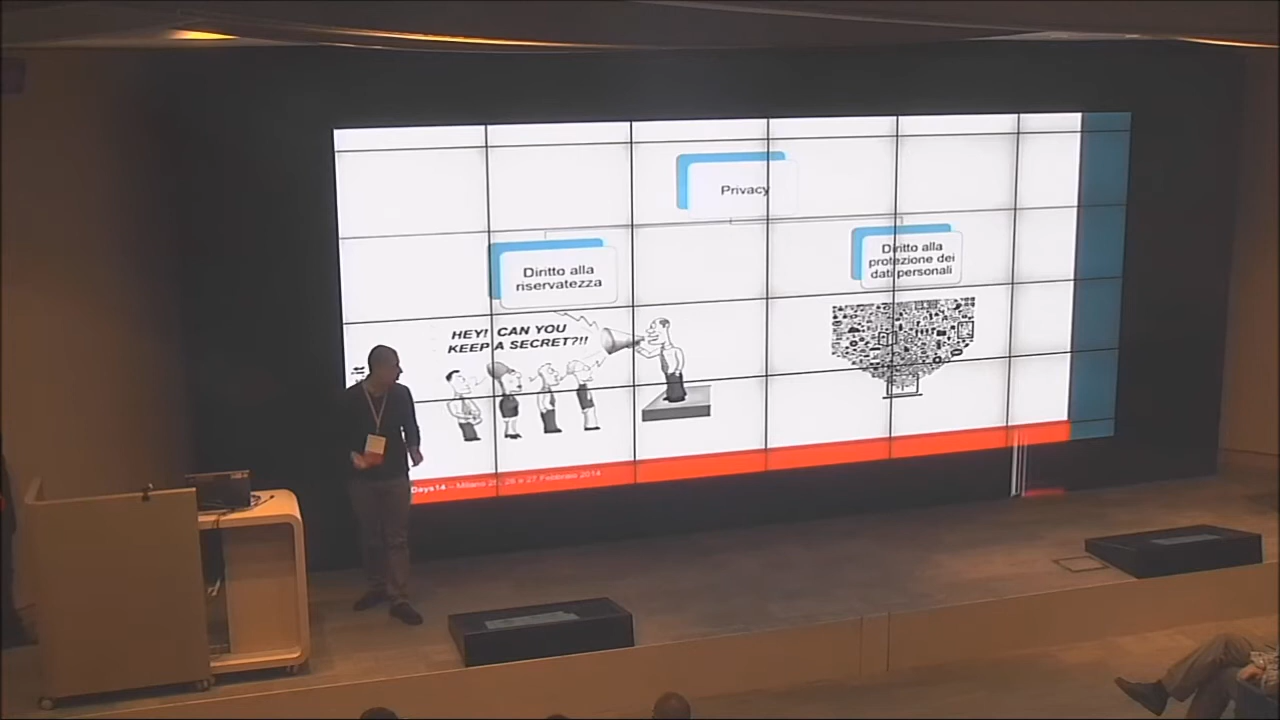 Privacy
Diritto alla
riservatezza
Diritto alla
protezione dei
dati personali
HEY! CAN YOU
KEEP A SECRET?!!
Days14 – Milano 25, 26 e 27 Febbraio 2014